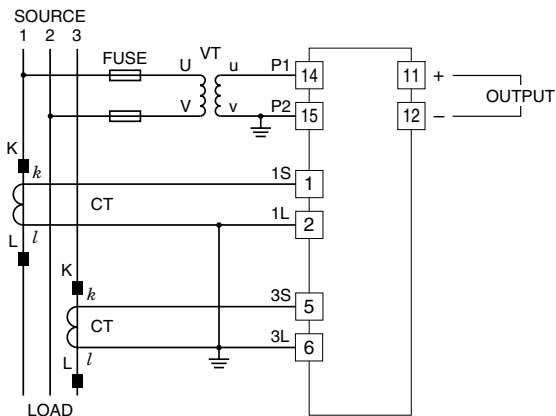 SOURCE
1 2 3
FUSE
VT
U u P1 14 11 +
OUTPUT
V v P2 15 12 –
K
k
1S 1
CT
1L 2
L l
K
k
3S 5
CT
3L 6
L l
LOAD